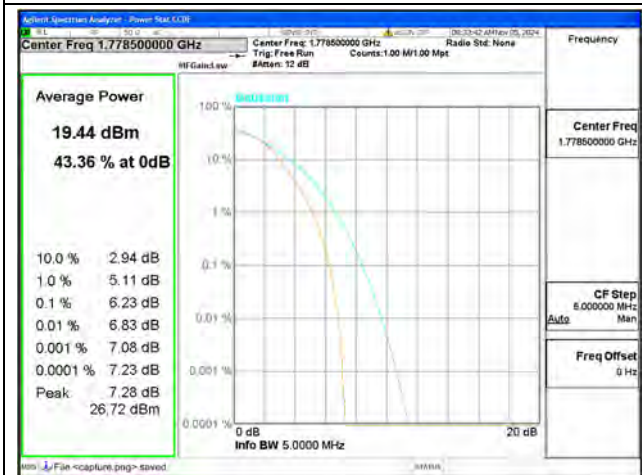 Agilent Spectrum Analyzer - Power Stat CCDF
Center Freq 1.778500000 GHz
Center Freq: 1.778500000 GHz
Radio Std: None
Trig: Free Run
Counts:1.00 M/1.00 Mpt
#IFGain:Low
#Atten: 12 dB
Frequency
Average Power
19.44 dBm
43.36 % at 0dB
10.0 % 2.94 dB
1.0 % 5.11 dB
0.1 % 6.23 dB
0.01 % 6.83 dB
0.001 % 7.08 dB
0.0001 % 7.23 dB
Peak 7.28 dB
26.72 dBm
Gaussian
100 %
10 %
1 %
0.1 %
0.01 %
0.001 %
0.0001 %
0 dB
20 dB
Info BW 5.0000 MHz
Center Freq
1.778500000 GHz
CF Step
5.000000 MHz
Auto Man
Freq Offset
0 Hz
MSG File <capture.png> saved
STATUS